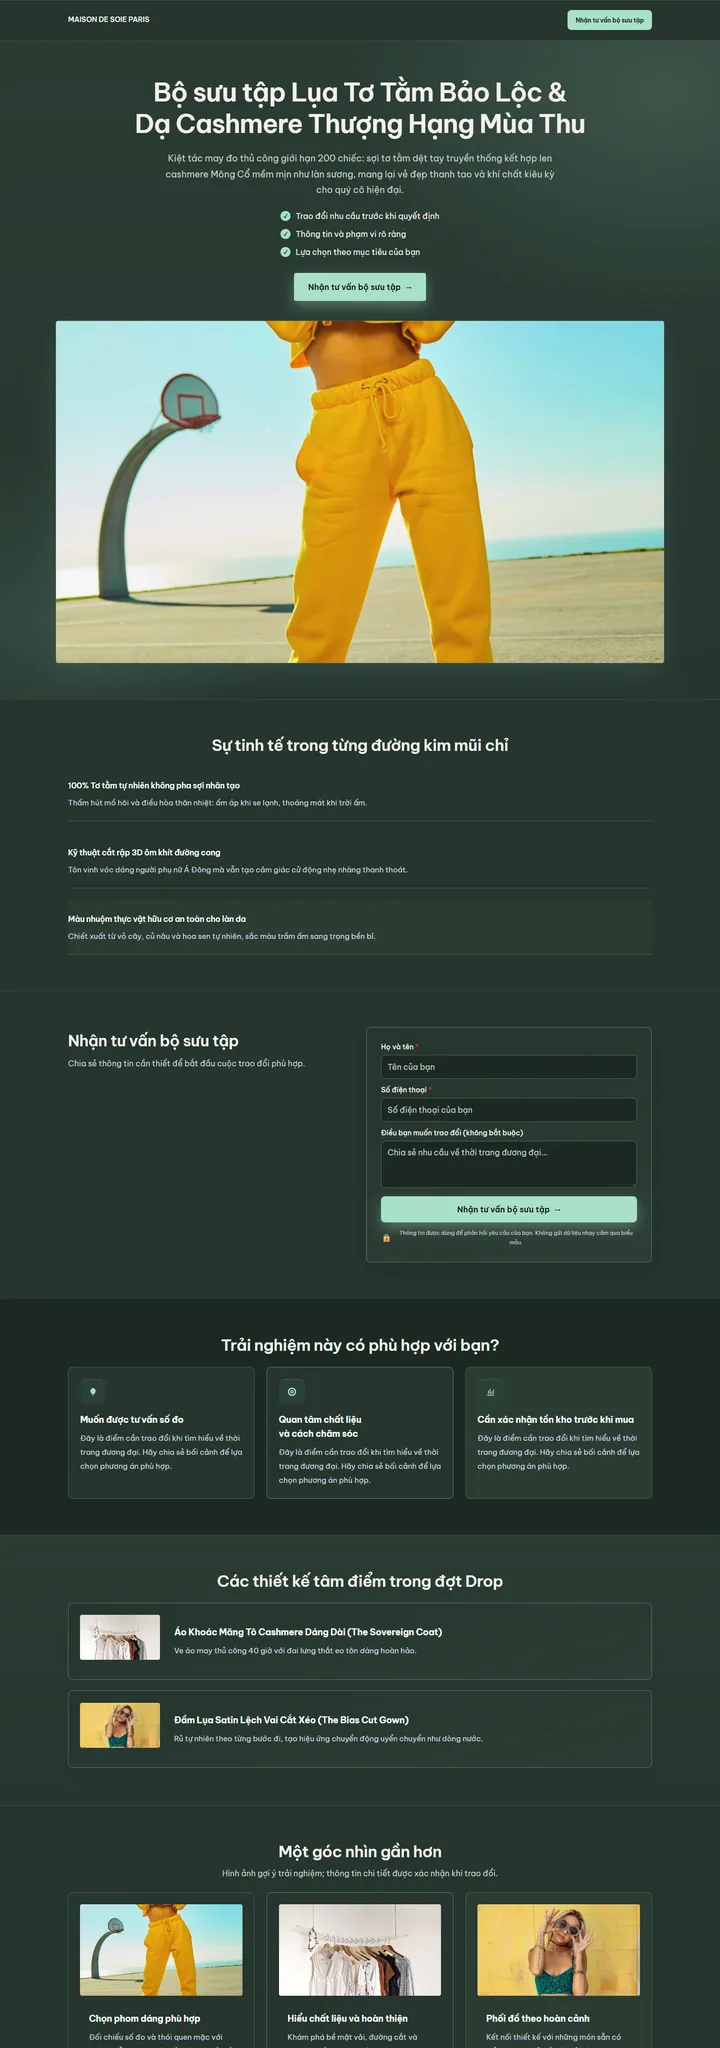 MAISON DE SOIE PARIS
Nhận tư vấn bộ sưu tập
Bộ sưu tập Lụa Tơ Tằm Bảo Lộc &
Dạ Cashmere Thượng Hạng Mùa Thu
Kiệt tác may đo thủ công giới hạn 200 chiếc: sợi tơ tằm dệt tay truyền thống kết hợp len
cashmere Mông Cổ mềm mịn như làn sương, mang lại vẻ đẹp thanh tao và khí chất kiêu kỳ
cho quý cô hiện đại.
Trao đổi nhu cầu trước khi quyết định
Thông tin và phạm vi rõ ràng
Lựa chọn theo mục tiêu của bạn
Nhận tư vấn bộ sưu tập →
Sự tinh tế trong từng đường kim mũi chỉ
100% Tơ tằm tự nhiên không pha sợi nhân tạo
Thấm hút mồ hôi và điều hòa thân nhiệt: ấm áp khi se lạnh, thoáng mát khi trời ấm.
Kỹ thuật cắt rập 3D ôm khít đường cong
Tôn vinh vóc dáng người phụ nữ Á Đông mà vẫn tạo cảm giác cử động nhẹ nhàng thanh thoát.
Màu nhuộm thực vật hữu cơ an toàn cho làn da
Chiết xuất từ vỏ cây, củ nâu và hoa sen tự nhiên, sắc màu trầm ấm sang trọng bền bỉ.
Nhận tư vấn bộ sưu tập
Chia sẻ thông tin cần thiết để bắt đầu cuộc trao đổi phù hợp.
Họ và tên *
Tên của bạn
Số điện thoại *
Số điện thoại của bạn
Điều bạn muốn trao đổi (không bắt buộc)
Chia sẻ nhu cầu về thời trang đương đại...
Nhận tư vấn bộ sưu tập →
Thông tin được dùng để phản hồi yêu cầu của bạn. Không gửi dữ liệu nhạy cảm qua biểu
mẫu.
Trải nghiệm này có phù hợp với bạn?
Muốn được tư vấn số đo
Đây là điểm cần trao đổi khi tìm hiểu về thời
trang đương đại. Hãy chia sẻ bối cảnh để lựa
chọn phương án phù hợp.
Quan tâm chất liệu
và cách chăm sóc
Đây là điểm cần trao đổi khi tìm hiểu về thời
trang đương đại. Hãy chia sẻ bối cảnh để lựa
chọn phương án phù hợp.
Cần xác nhận tồn kho trước khi mua
Đây là điểm cần trao đổi khi tìm hiểu về thời
trang đương đại. Hãy chia sẻ bối cảnh để lựa
chọn phương án phù hợp.
Các thiết kế tâm điểm trong đợt Drop
Áo Khoác Măng Tô Cashmere Dáng Dài (The Sovereign Coat)
Ve áo may thủ công 40 giờ với đai lưng thắt eo tôn dáng hoàn hảo.
Đầm Lụa Satin Lệch Vai Cắt Xéo (The Bias Cut Gown)
Rủ tự nhiên theo từng bước đi, tạo hiệu ứng chuyển động uyển chuyển như dòng nước.
Một góc nhìn gần hơn
Hình ảnh gợi ý trải nghiệm; thông tin chi tiết được xác nhận khi trao đổi.
Chọn phom dáng phù hợp
Đối chiếu số đo và thói quen mặc với
Hiểu chất liệu và hoàn thiện
Khám phá bề mặt vải, đường cắt và
Phối đồ theo hoàn cảnh
Kết nối thiết kế với những món sẵn có